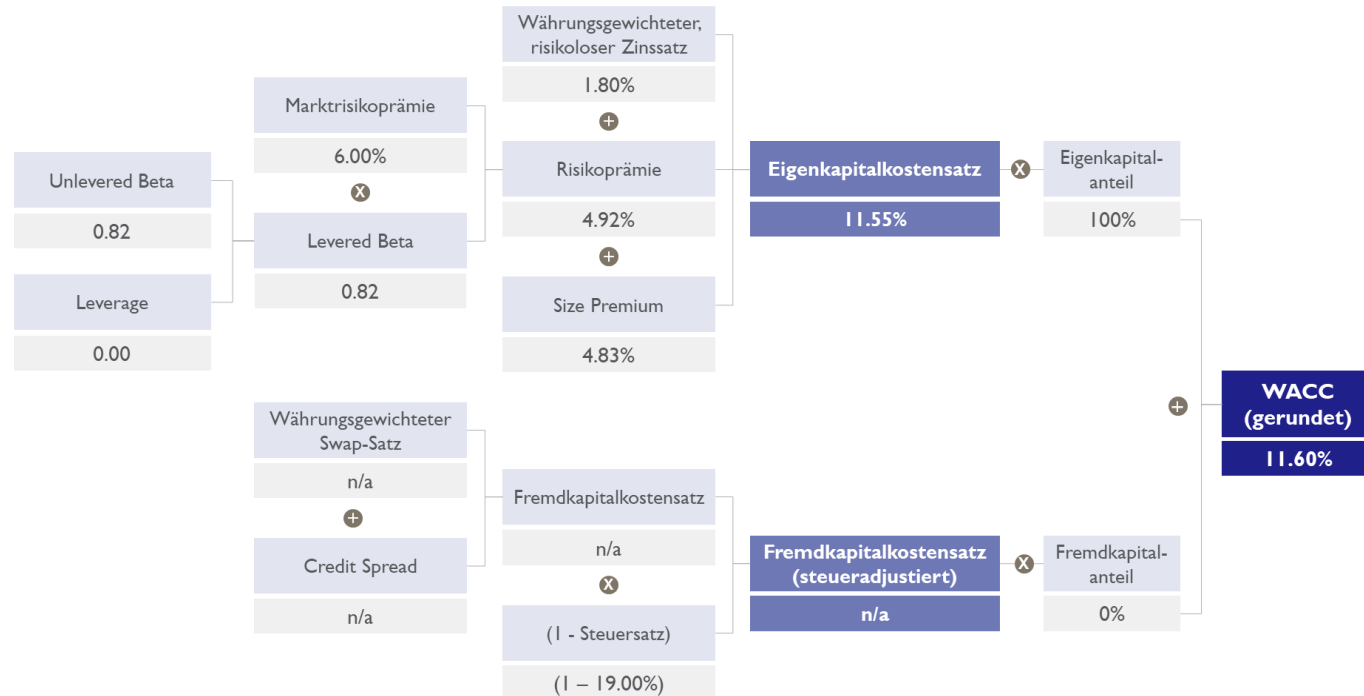 Unlevered Beta
0.82
Leverage
0.00
Marktrisikoprämie
6.00%
x
Levered Beta
0.82
Währungsgewichteter,
risikoloser Zinssatz
1.80%
+
Risikoprämie
4.92%
+
Size Premium
4.83%
Eigenkapitalkostensatz
11.55%
x
Eigenkapital-
anteil
100%
Währungsgewichteter
Swap-Satz
n/a
+
Credit Spread
n/a
Fremdkapitalkostensatz
n/a
x
(1 - Steuersatz)
(1 – 19.00%)
Fremdkapitalkostensatz
(steueradjustiert)
n/a
x
Fremdkapital-
anteil
0%
+
WACC
(gerundet)
11.60%